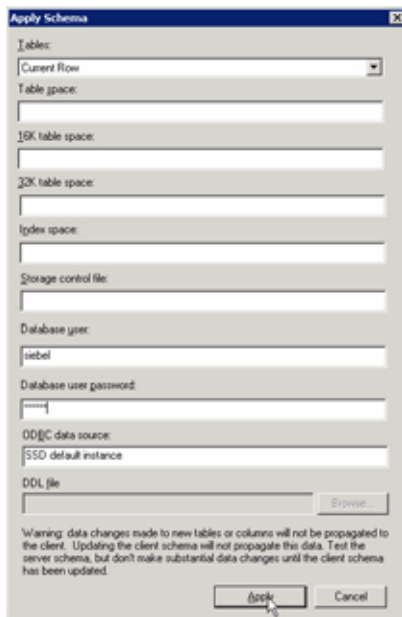 Apply Schema
Tables:
Current Row
Table space:
16K table space:
32K table space:
Index space:
Storage control file:
Database user:
siebel
Database user password:
ODBC data source:
SSD default instance
DDL file
Browse...
Warning: data changes made to new tables or columns will not be propagated to
the client. Updating the client schema will not propagate this data. Test the
server schema, but don't make substantial data changes until the client schema
has been updated.
Apply
Cancel